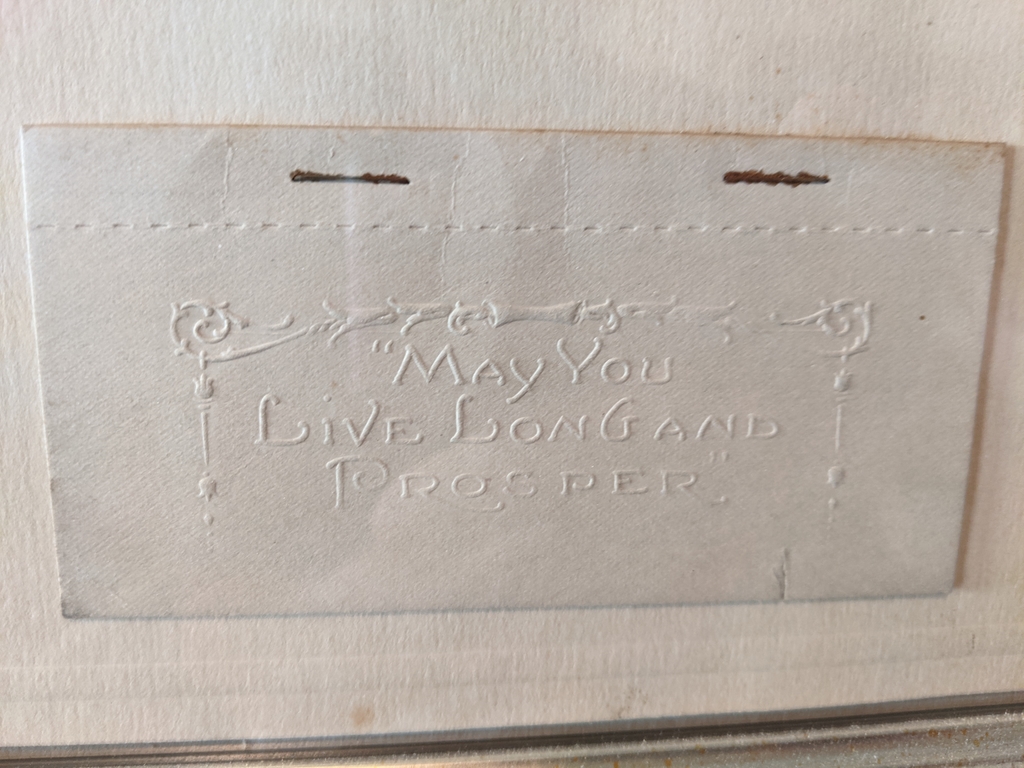 "May You
Live Long and
Prosper."